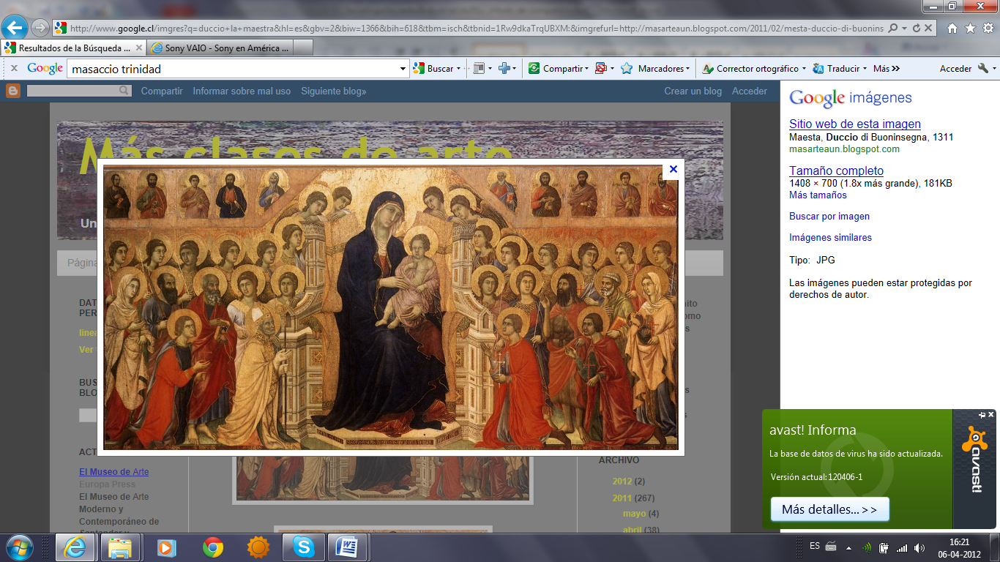 http://www.google.cl/imgres?q=duccio+la+maestra&hl=es&gbv=2&biw=1366&bih=618&tbm=isch&tbnid=1Rw9dkaTrqUBXM:&imgrefurl=http://masarteaun.blogspot.com/2011/02/mesta-duccio-di-buonins
Resultados de la Búsqueda ...
Sony VAIO - Sony en América ...
Google masaccio trinidad Buscar Compartir Marcadores Corrector ortográfico Traducir Más Acceder
Compartir Informar sobre mal uso Siguiente blog» Crear un blog Acceder
Más clases de arte
Un
Página
DAT
PER
linea
Ver
BUS
BLO
ACT
El Museo de Arte
Europa Press
El Museo de Arte
Moderno y
Contemporáneo de
Santander y
ARCHIVO
2012 (2)
2011 (267)
mayo (4)
abril (38)
Google imágenes
Sitio web de esta imagen
Maesta, Duccio di Buoninsegna, 1311
masarteaun.blogspot.com
Tamaño completo
1408 × 700 (1.8x más grande), 181KB
Más tamaños
Buscar por imagen
Imágenes similares
Tipo: JPG
Las imágenes pueden estar protegidas por
derechos de autor.
avast! Informa
La base de datos de virus ha sido actualizada.
Versión actual:120406-1
Más detalles... >>
avast!
ES
16:21
06-04-2012